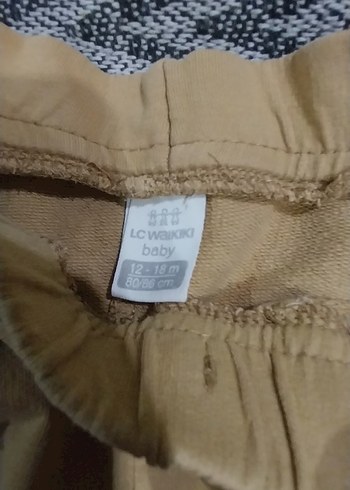 LC WAIKIKI
baby
12 - 18 m
80/86 cm